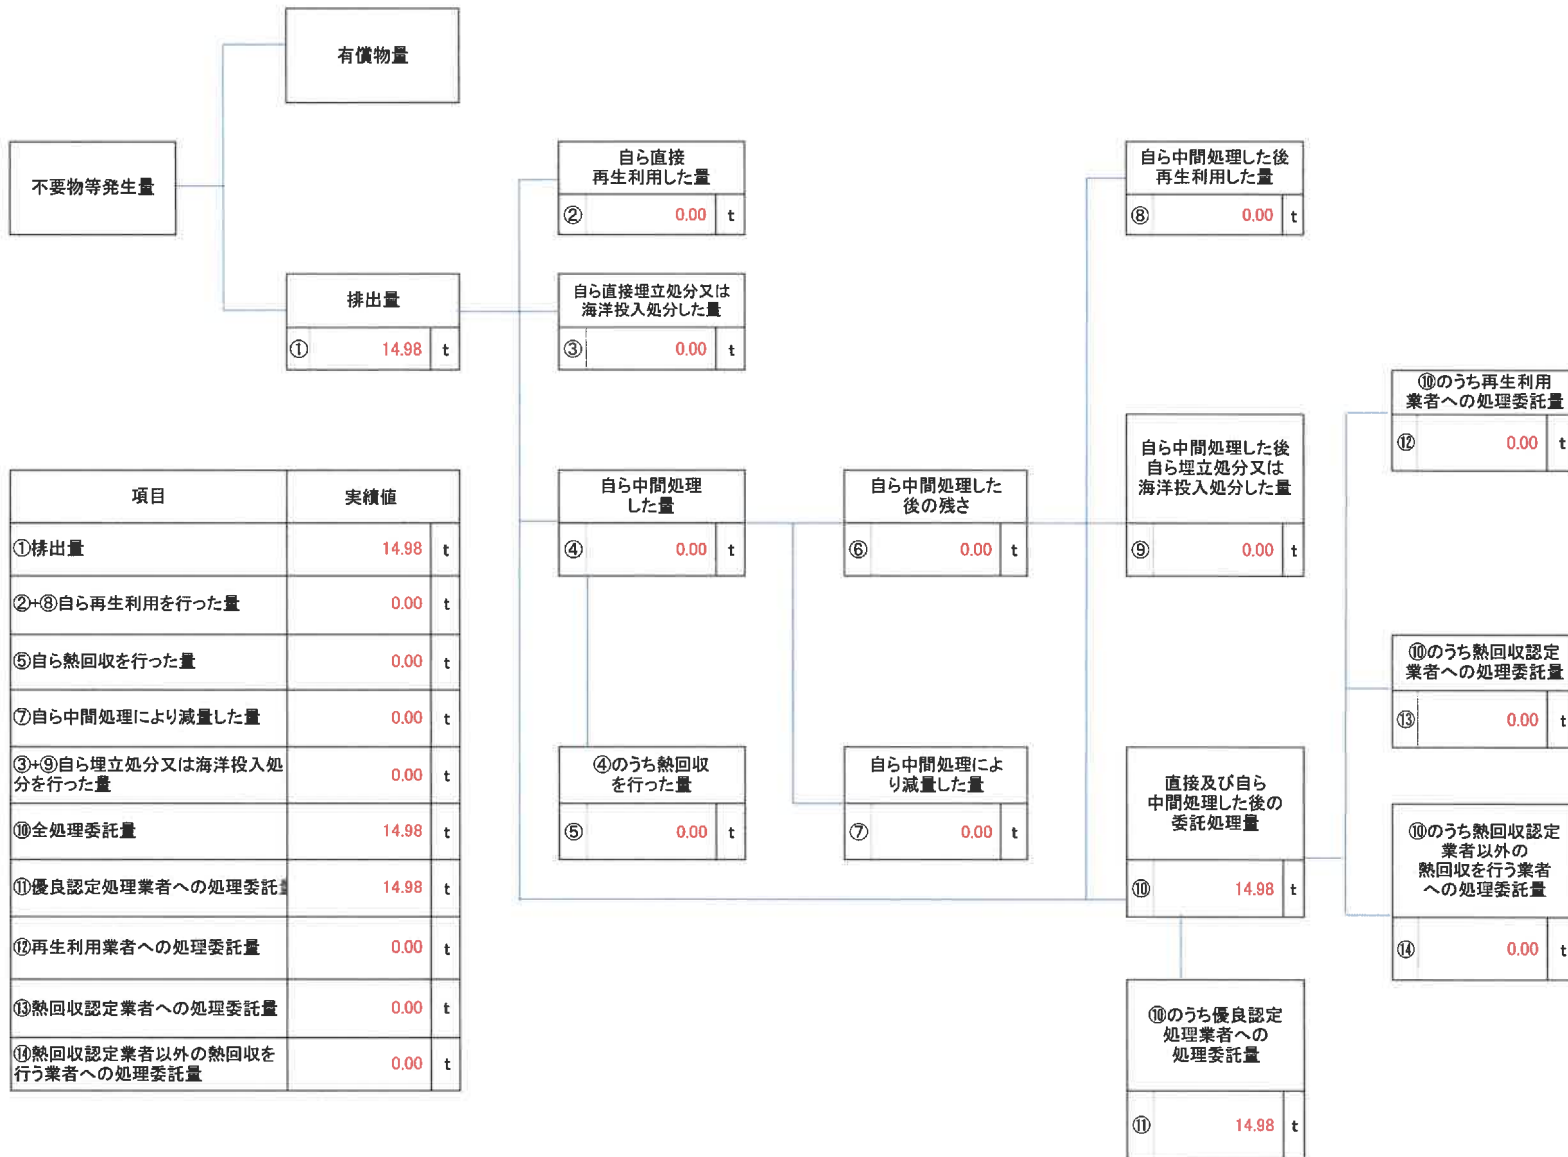 有償物量
不要物等発生量
自ら直接
再生利用した量
② 0.00 t
自ら中間処理した後
再生利用した量
⑧ 0.00 t
排出量
① 14.98 t
自ら直接埋立処分又は
海洋投入処分した量
③ 0.00 t
⑩のうち再生利用
業者への処理委託量
⑫ 0.00 t
自ら中間処理した後
自ら埋立処分又は
海洋投入処分した量
⑨ 0.00 t
自ら中間処理
した量
④ 0.00 t
自ら中間処理した
後の残さ
⑥ 0.00 t
項目 実績値
①排出量 14.98 t
②+⑧自ら再生利用を行った量 0.00 t
⑤自ら熱回収を行った量 0.00 t
⑦自ら中間処理により減量した量 0.00 t
③+⑨自ら埋立処分又は海洋投入処
分を行った量 0.00 t
⑩全処理委託量 14.98 t
⑪優良認定処理業者への処理委託量 14.98 t
⑫再生利用業者への処理委託量 0.00 t
⑬熱回収認定業者への処理委託量 0.00 t
⑭熱回収認定業者以外の熱回収を
行う業者への処理委託量 0.00 t
⑩のうち熱回収認定
業者への処理委託量
⑬ 0.00 t
④のうち熱回収
を行った量
⑤ 0.00 t
自ら中間処理によ
り減量した量
⑦ 0.00 t
直接及び自ら
中間処理した後の
委託処理量
⑩ 14.98 t
⑩のうち熱回収認定
業者以外の
熱回収を行う業者
への処理委託量
⑭ 0.00 t
⑩のうち優良認定
処理業者への
処理委託量
⑪ 14.98 t